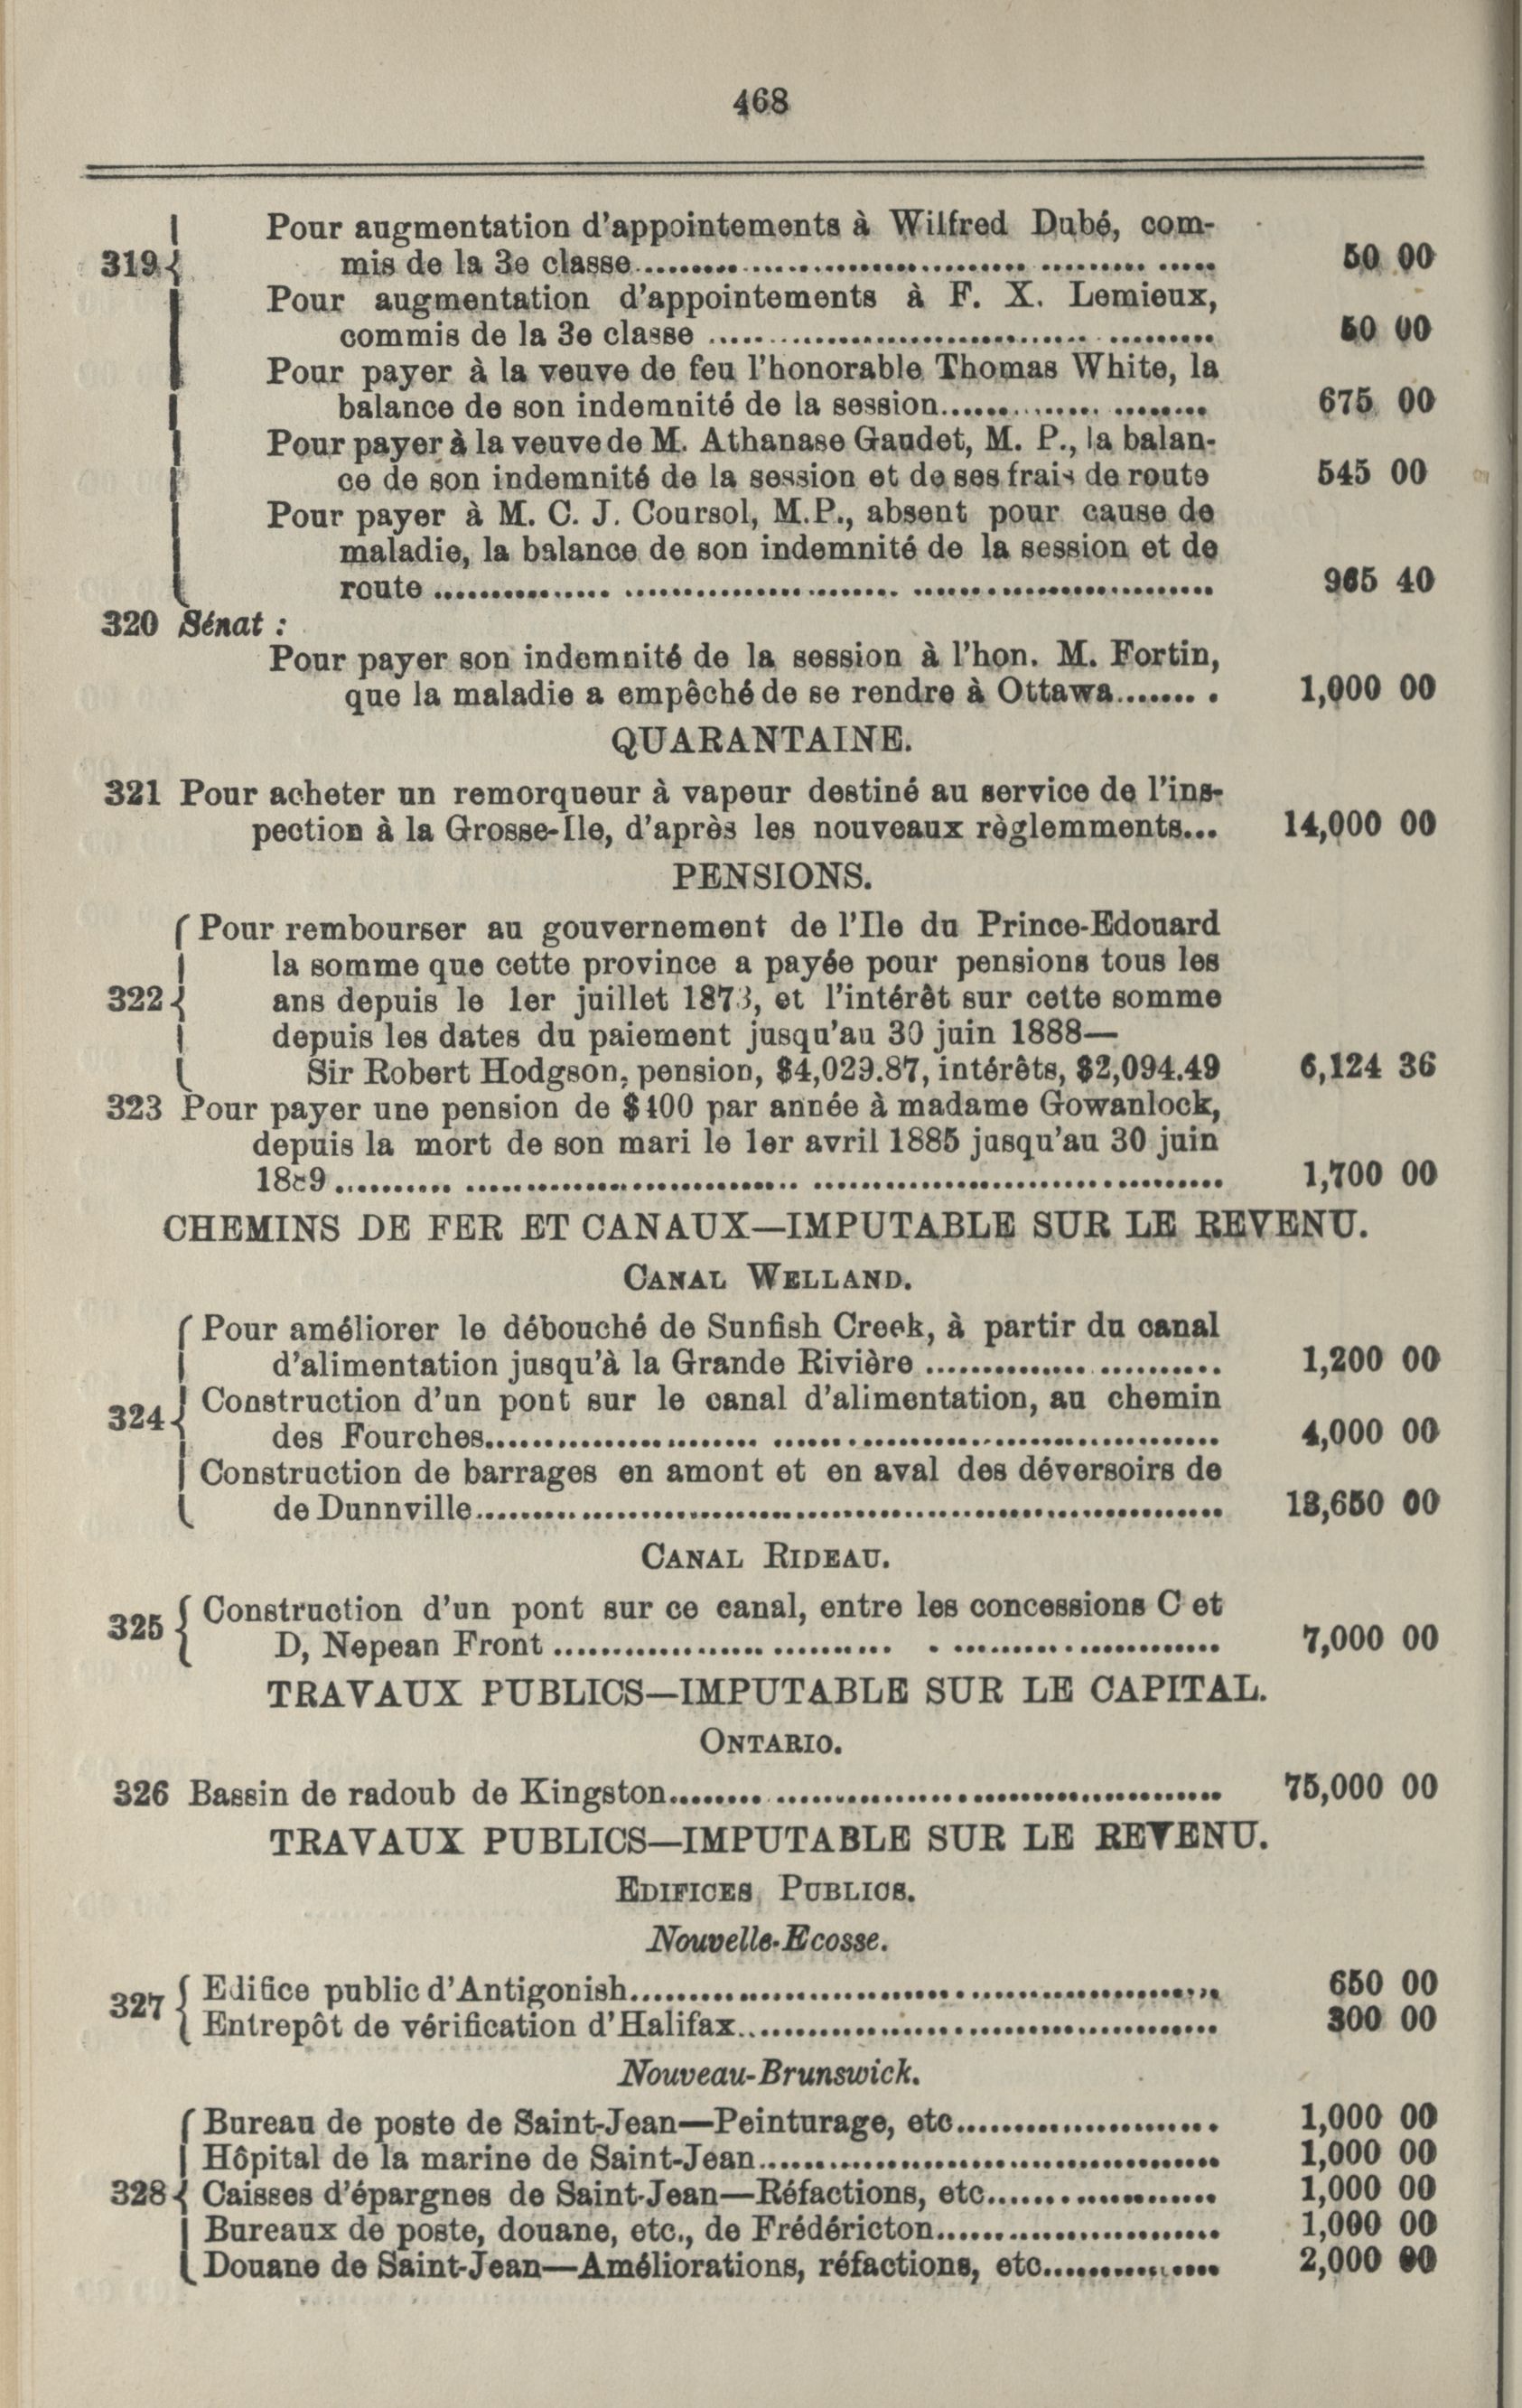 468
Pour augmentation d'appointements à Wilfred Dubé, com-
319 { mis de la 3e classe........ 50 00
Pour augmentation d'appointements à F. X. Lemieux,
commis de la 3e classe ........ 50 00
Pour payer à la veuve de feu l'honorable Thomas White, la
balance de son indemnité de la session........ 675 00
Pour payer à la veuve de M. Athanase Gaudet, M. P., la balan-
ce de son indemnité de la session et de ses frais de route 545 00
Pour payer à M. C. J. Coursol, M.P., absent pour cause de
maladie, la balance de son indemnité de la session et de
route ........ 965 40
320 Sénat :
Pour payer son indemnité de la session à l'hon. M. Fortin,
que la maladie a empêché de se rendre à Ottawa........ 1,000 00
QUARANTAINE.
321 Pour acheter un remorqueur à vapeur destiné au service de l'ins-
pection à la Grosse-Ile, d'après les nouveaux règlemments... 14,000 00
PENSIONS.
Pour rembourser au gouvernement de l'Ile du Prince-Edouard
la somme que cette province a payée pour pensions tous les
322 { ans depuis le 1er juillet 1873, et l'intérêt sur cette somme
depuis les dates du paiement jusqu'au 30 juin 1888—
Sir Robert Hodgson, pension, $4,029.87, intérêts, $2,094.49 6,124 36
323 Pour payer une pension de $400 par année à madame Gowanlock,
depuis la mort de son mari le 1er avril 1885 jusqu'au 30 juin
1889........ 1,700 00
CHEMINS DE FER ET CANAUX—IMPUTABLE SUR LE REVENU.
CANAL WELLAND.
Pour améliorer le débouché de Sunfish Creek, à partir du canal
d'alimentation jusqu'à la Grande Rivière ........ 1,200 00
324 { Construction d'un pont sur le canal d'alimentation, au chemin
des Fourches........ 4,000 00
Construction de barrages en amont et en aval des déversoirs de
de Dunnville........ 13,650 00
CANAL RIDEAU.
325 { Construction d'un pont sur ce canal, entre les concessions C et
D, Nepean Front ........ 7,000 00
TRAVAUX PUBLICS—IMPUTABLE SUR LE CAPITAL.
ONTARIO.
326 Bassin de radoub de Kingston........ 75,000 00
TRAVAUX PUBLICS—IMPUTABLE SUR LE REVENU.
EDIFICES PUBLICS.
Nouvelle-Ecosse.
327 { Edifice public d'Antigonish........ 650 00
Entrepôt de vérification d'Halifax........ 300 00
Nouveau-Brunswick.
Bureau de poste de Saint-Jean—Peinturage, etc........ 1,000 00
Hôpital de la marine de Saint-Jean........ 1,000 00
328 { Caisses d'épargnes de Saint-Jean—Réfactions, etc........ 1,000 00
Bureaux de poste, douane, etc., de Frédéricton........ 1,000 00
Douane de Saint-Jean—Améliorations, réfactions, etc........ 2,000 00